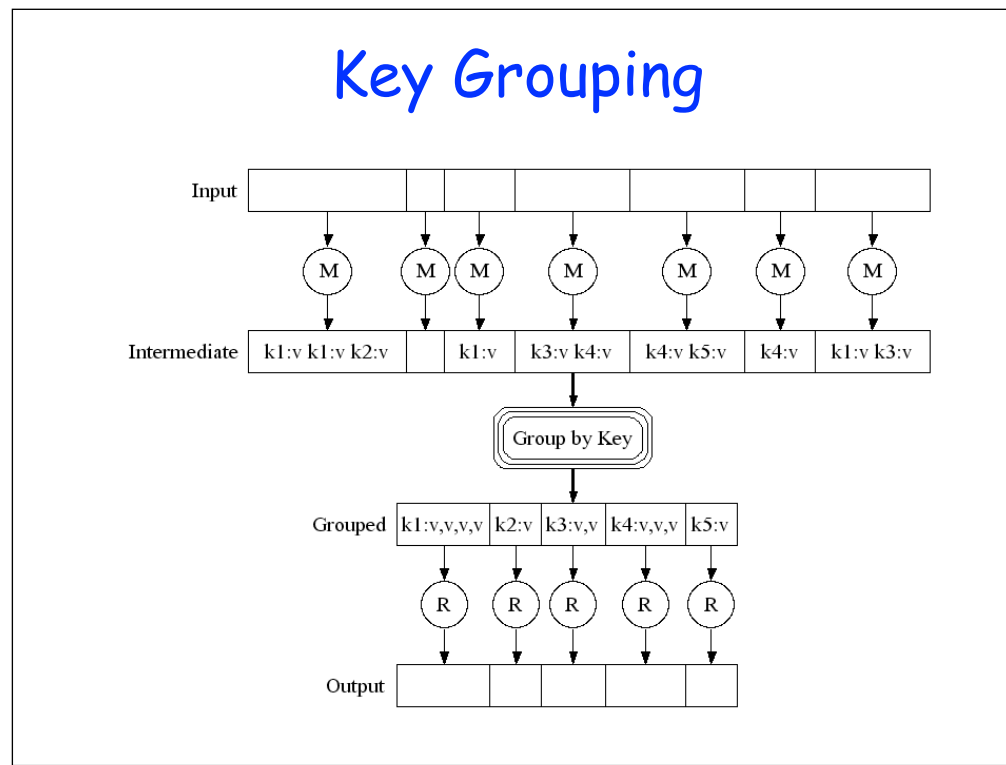 Key Grouping
Input
M M M M M M M
Intermediate k1:v k1:v k2:v k1:v k3:v k4:v k4:v k5:v k4:v k1:v k3:v
Group by Key
Grouped k1:v,v,v,v k2:v k3:v,v k4:v,v,v k5:v
R R R R R
Output